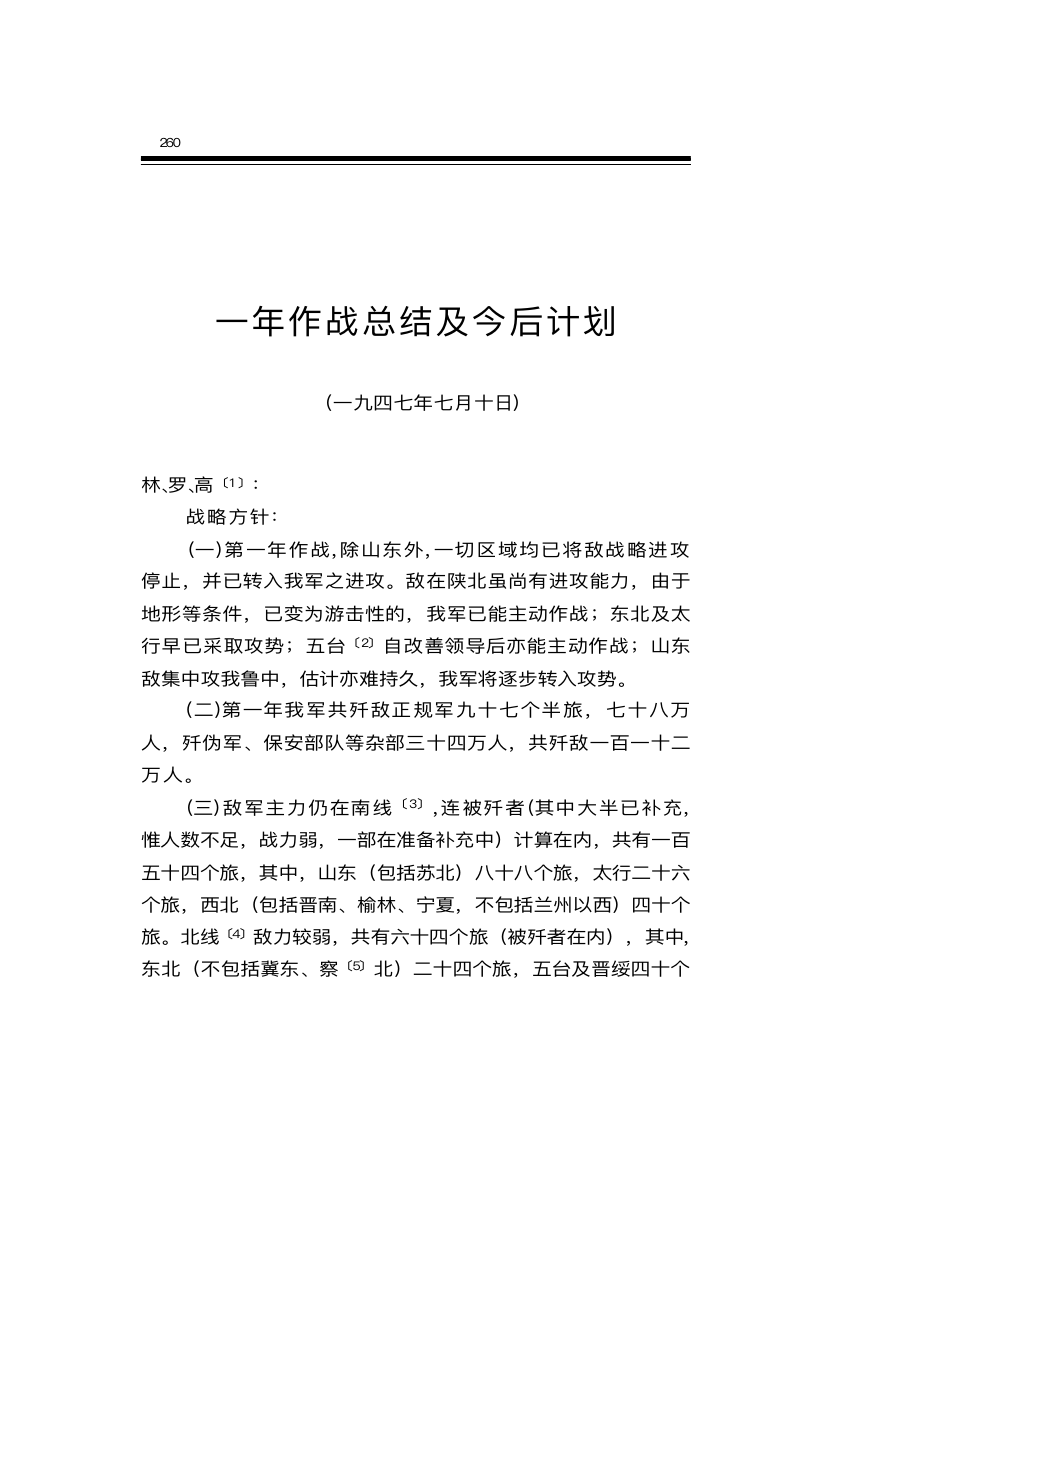 260
一年作战总结及今后计划
(一九四七年七月十日)
林、罗、高〔1〕：
战略方针：
(一)第一年作战,除山东外,一切区域均已将敌战略进攻
停止，并已转入我军之进攻。敌在陕北虽尚有进攻能力，由于
地形等条件，已变为游击性的，我军已能主动作战；东北及太
行早已采取攻势；五台〔2〕自改善领导后亦能主动作战；山东
敌集中攻我鲁中，估计亦难持久，我军将逐步转入攻势。
(二)第一年我军共歼敌正规军九十七个半旅，七十八万
人，歼伪军、保安部队等杂部三十四万人，共歼敌一百一十二
万人。
(三)敌军主力仍在南线〔3〕,连被歼者(其中大半已补充,
惟人数不足，战力弱，一部在准备补充中）计算在内，共有一百
五十四个旅，其中，山东（包括苏北）八十八个旅，太行二十六
个旅，西北（包括晋南、榆林、宁夏，不包括兰州以西）四十个
旅。北线〔4〕敌力较弱，共有六十四个旅（被歼者在内），其中,
东北（不包括冀东、察〔5〕北）二十四个旅，五台及晋绥四十个